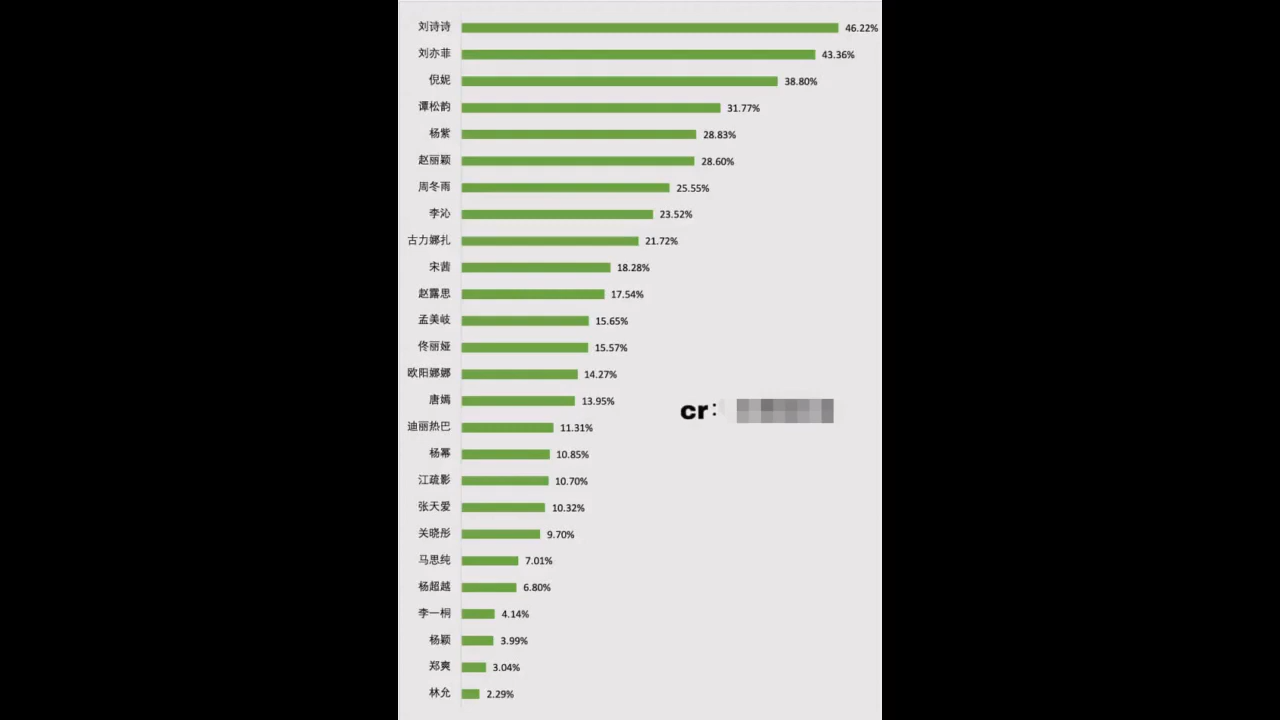 刘诗诗 46.22%
刘亦菲 43.36%
倪妮 38.80%
谭松韵 31.77%
杨紫 28.83%
赵丽颖 28.60%
周冬雨 25.55%
李沁 23.52%
古力娜扎 21.72%
宋茜 18.28%
赵露思 17.54%
孟美岐 15.65%
佟丽娅 15.57%
欧阳娜娜 14.27%
唐嫣 13.95%
cr:
迪丽热巴 11.31%
杨幂 10.85%
江疏影 10.70%
张天爱 10.32%
关晓彤 9.70%
马思纯 7.01%
杨超越 6.80%
李一桐 4.14%
杨颖 3.99%
郑爽 3.04%
林允 2.29%